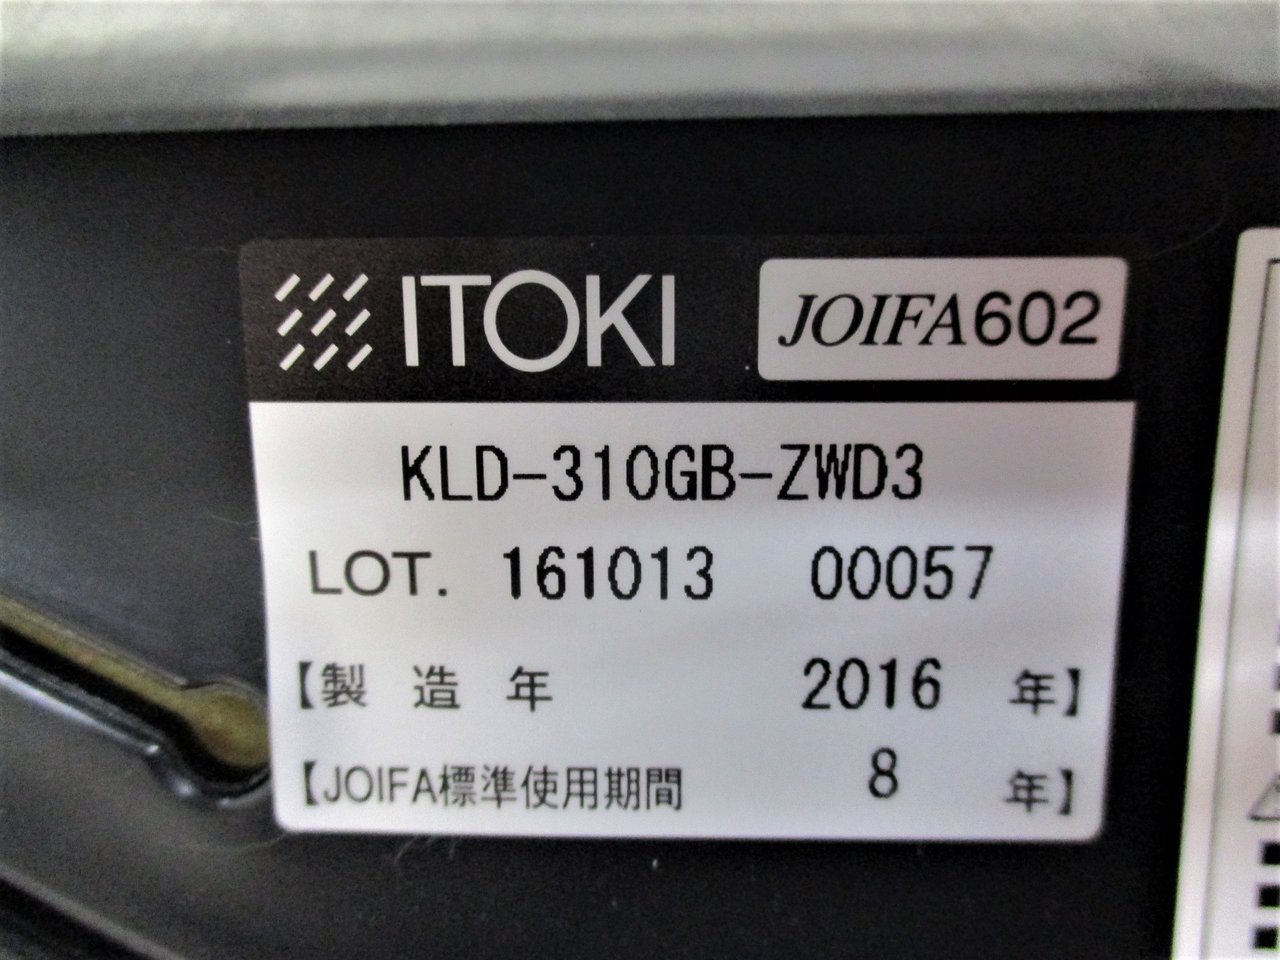 ITOKI JOIFA602
KLD-310GB-ZWD3
LOT. 161013 00057
【製造年 2016 年】
【JOIFA標準使用期間 8 年】